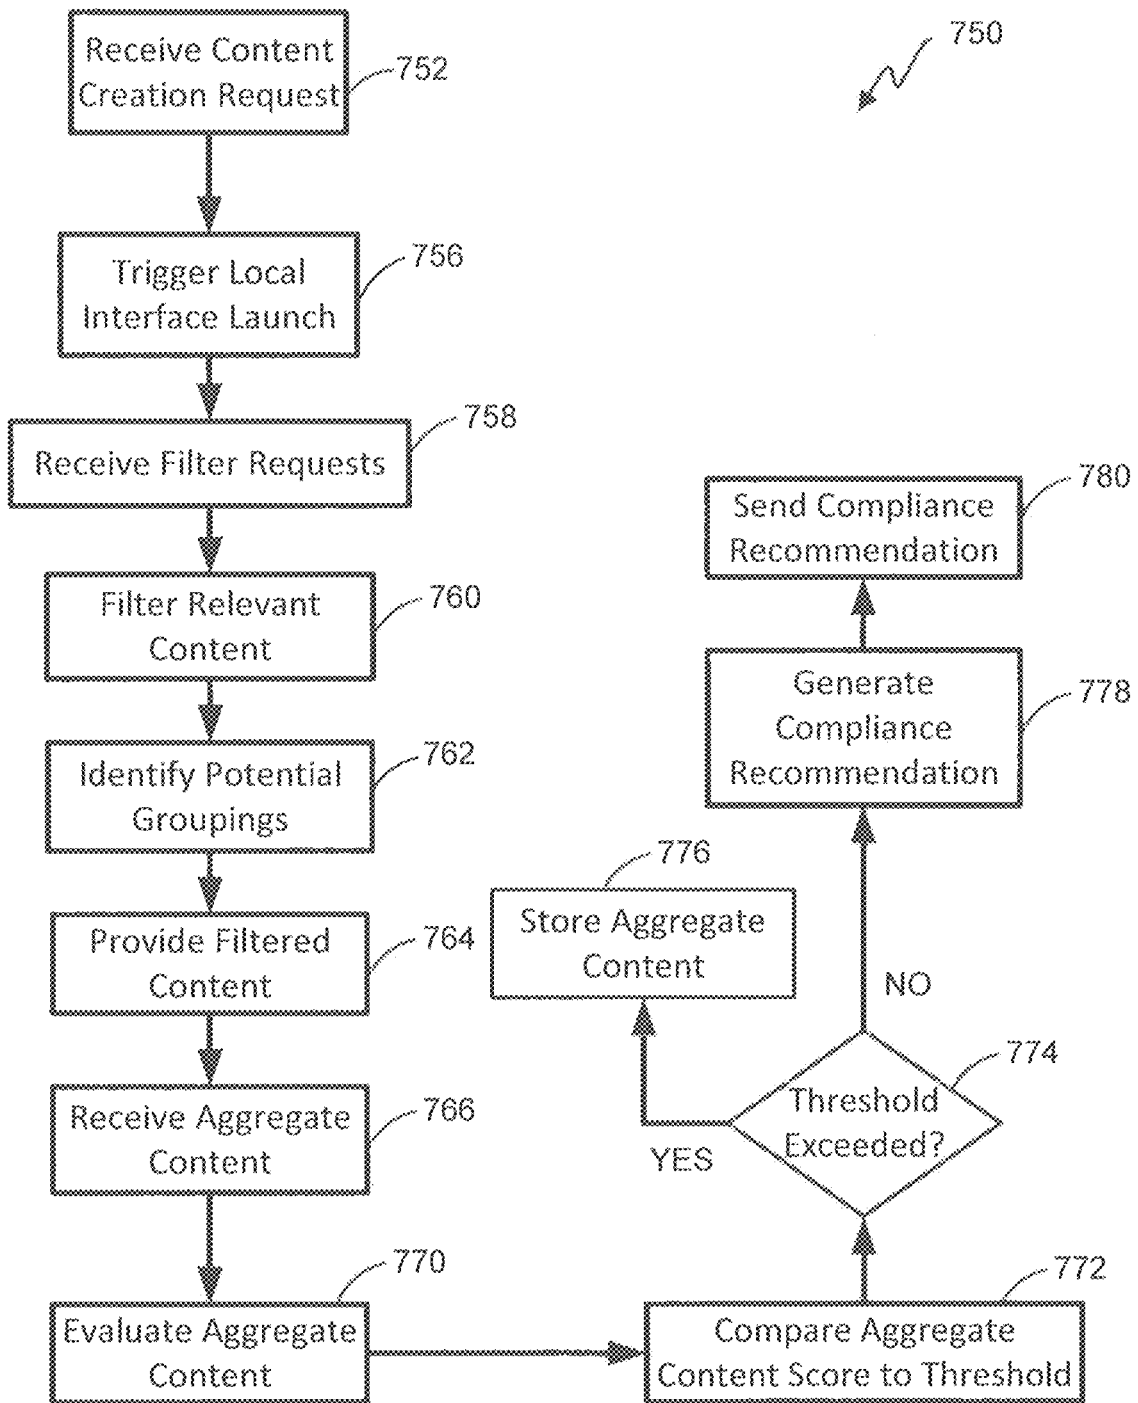 750
Receive Content
Creation Request
752
Trigger Local
Interface Launch
756
Receive Filter Requests
758
Filter Relevant
Content
760
Identify Potential
Groupings
762
Provide Filtered
Content
764
Receive Aggregate
Content
766
Evaluate Aggregate
Content
770
Compare Aggregate
Content Score to Threshold
772
Threshold
Exceeded?
774
YES
NO
Store Aggregate
Content
776
Generate
Compliance
Recommendation
778
Send Compliance
Recommendation
780